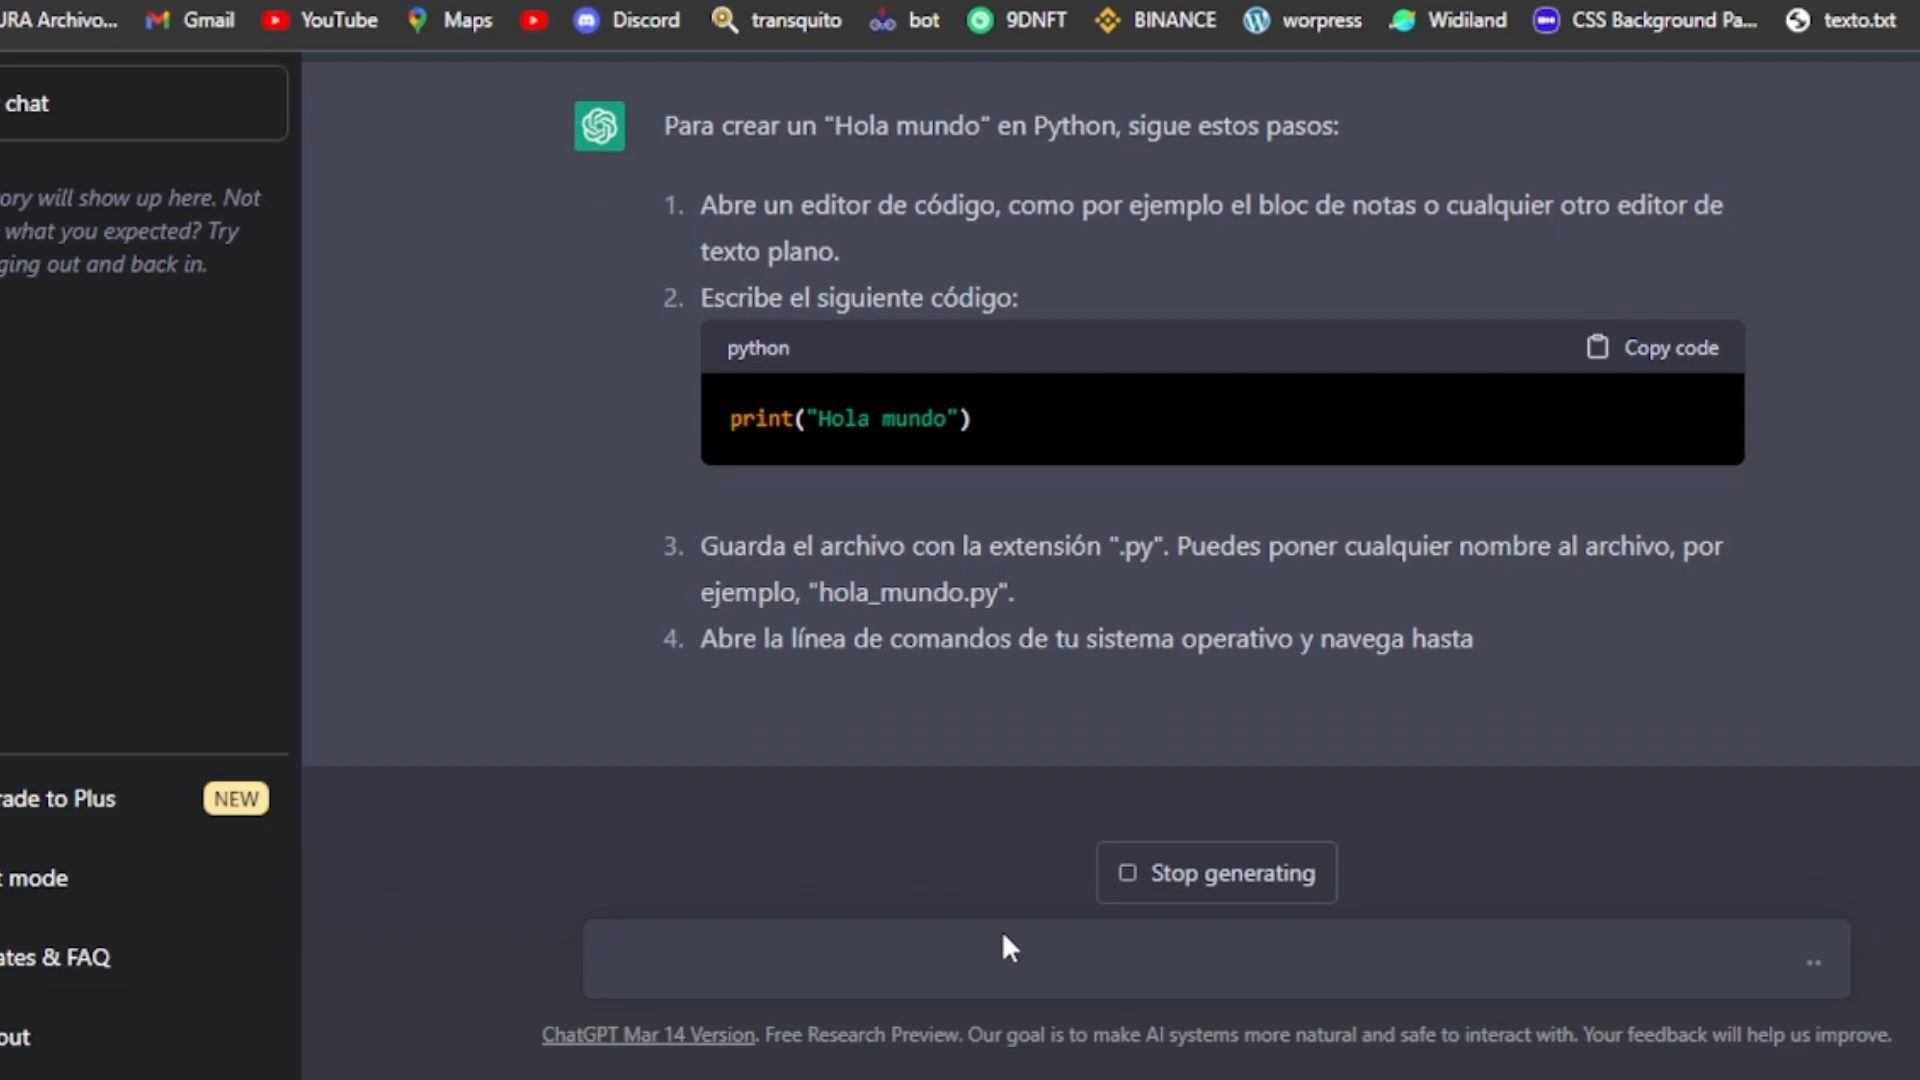 URA Archivo... Gmail YouTube Maps Discord transquito bot 9DNFT BINANCE worpress Widiland CSS Background Pa... texto.txt
chat
ory will show up here. Not
what you expected? Try
ging out and back in.
rade to Plus NEW
t mode
ates & FAQ
out
Para crear un "Hola mundo" en Python, sigue estos pasos:
1. Abre un editor de código, como por ejemplo el bloc de notas o cualquier otro editor de
texto plano.
2. Escribe el siguiente código:
python Copy code
print("Hola mundo")
3. Guarda el archivo con la extensión ".py". Puedes poner cualquier nombre al archivo, por
ejemplo, "hola_mundo.py".
4. Abre la línea de comandos de tu sistema operativo y navega hasta
Stop generating
ChatGPT Mar 14 Version. Free Research Preview. Our goal is to make AI systems more natural and safe to interact with. Your feedback will help us improve.